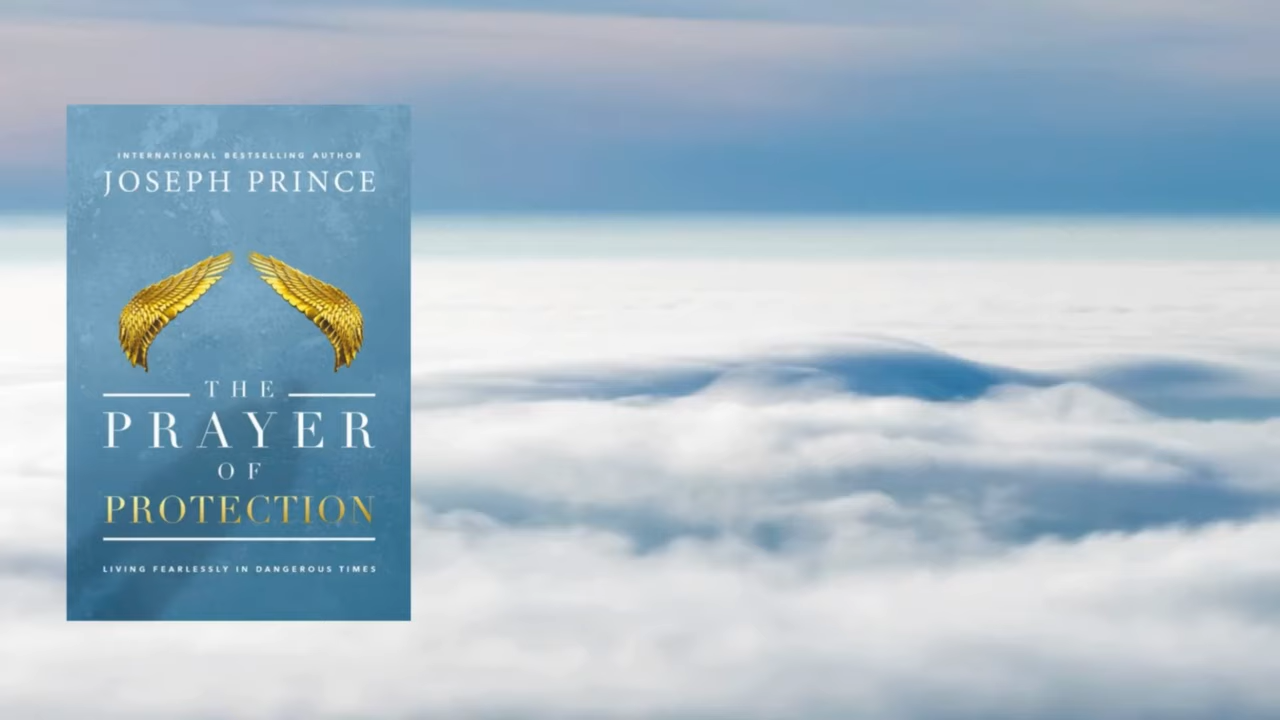 INTERNATIONAL BESTSELLING AUTHOR
JOSEPH PRINCE
THE
PRAYER
OF
PROTECTION
LIVING FEARLESSLY IN DANGEROUS TIMES